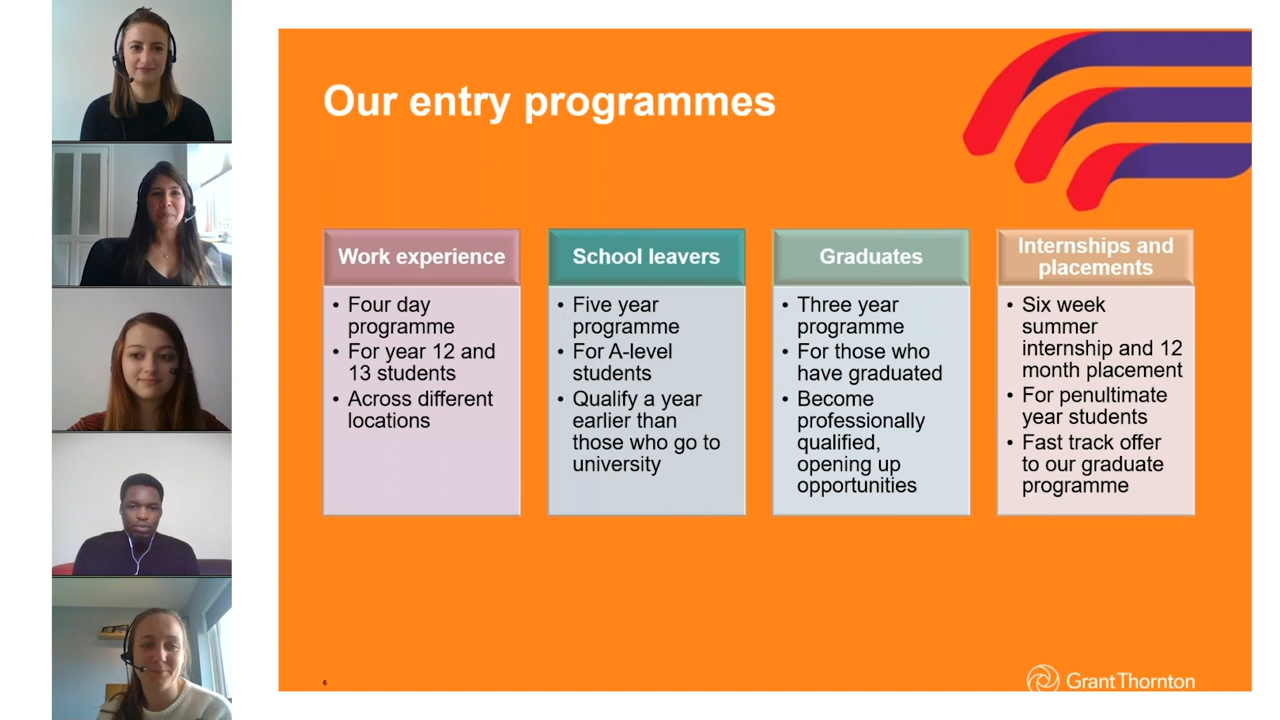 Our entry programmes
Work experience
• Four day
programme
• For year 12 and
13 students
• Across different
locations
School leavers
• Five year
programme
• For A-level
students
• Qualify a year
earlier than
those who go to
university
Graduates
• Three year
programme
• For those who
have graduated
• Become
professionally
qualified,
opening up
opportunities
Internships and
placements
• Six week
summer
internship and 12
month placement
• For penultimate
year students
• Fast track offer
to our graduate
programme
6
GrantThornton